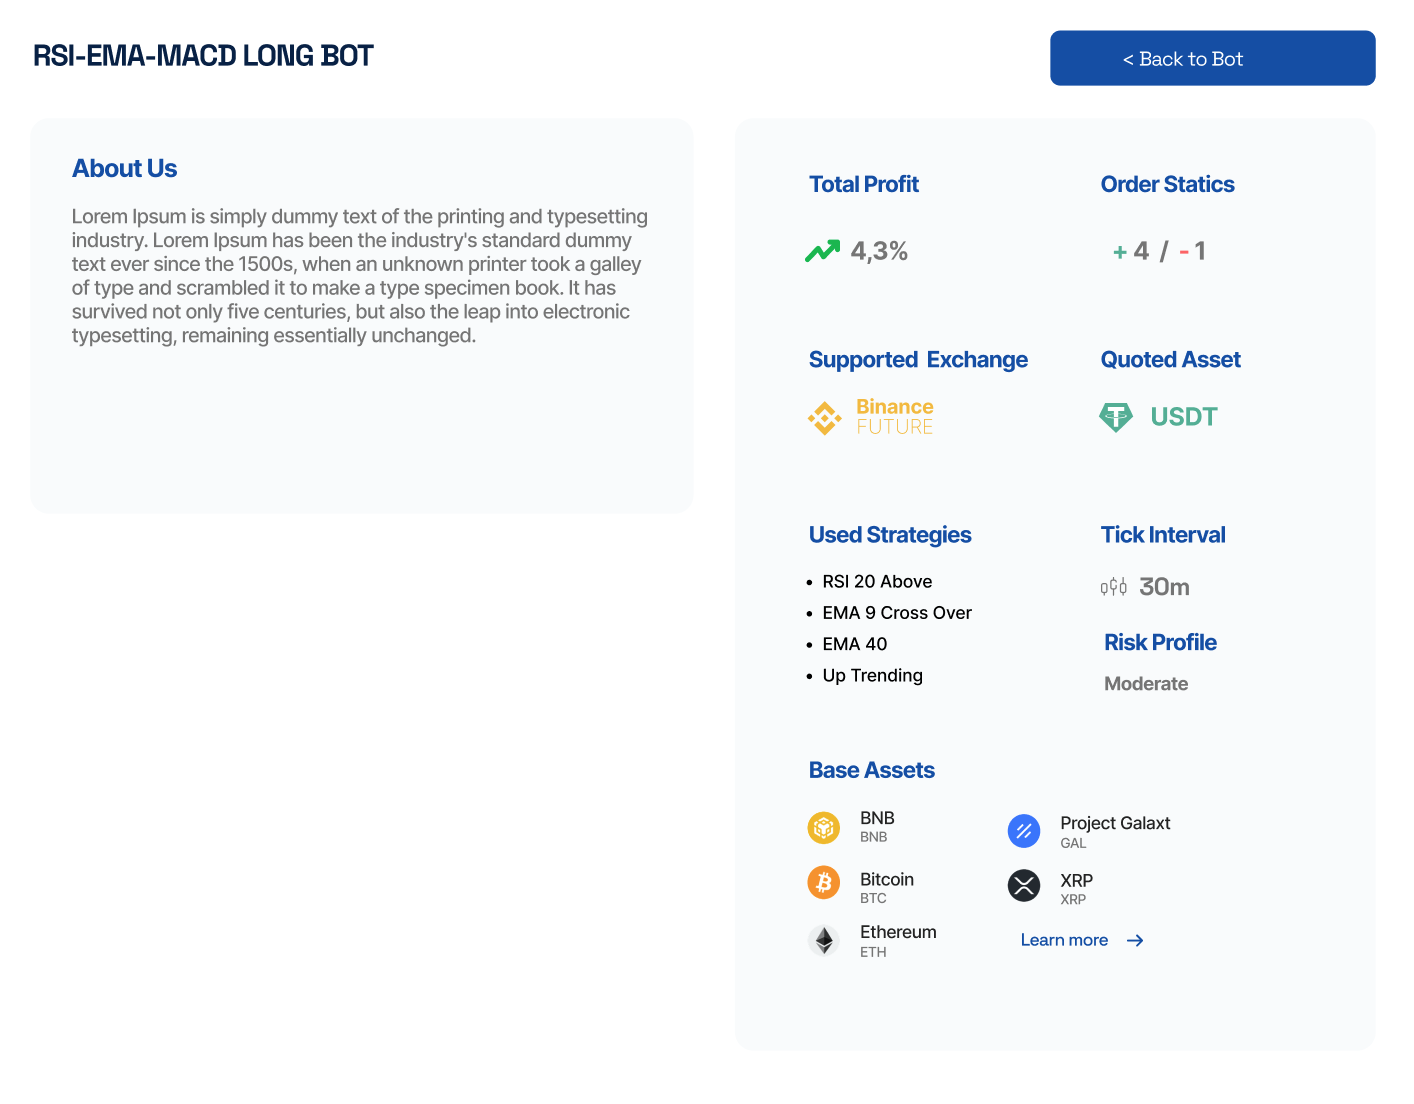 RSI-EMA-MACD LONG BOT
< Back to Bot
About Us
Lorem Ipsum is simply dummy text of the printing and typesetting
industry. Lorem Ipsum has been the industry's standard dummy
text ever since the 1500s, when an unknown printer took a galley
of type and scrambled it to make a type specimen book. It has
survived not only five centuries, but also the leap into electronic
typesetting, remaining essentially unchanged.
Total Profit
4,3%
Order Statics
+ 4 / - 1
Supported Exchange
Binance
FUTURE
Quoted Asset
USDT
Used Strategies
• RSI 20 Above
• EMA 9 Cross Over
• EMA 40
• Up Trending
Tick Interval
30m
Risk Profile
Moderate
Base Assets
BNB
BNB
Bitcoin
BTC
Ethereum
ETH
Project Galaxt
GAL
XRP
XRP
Learn more →